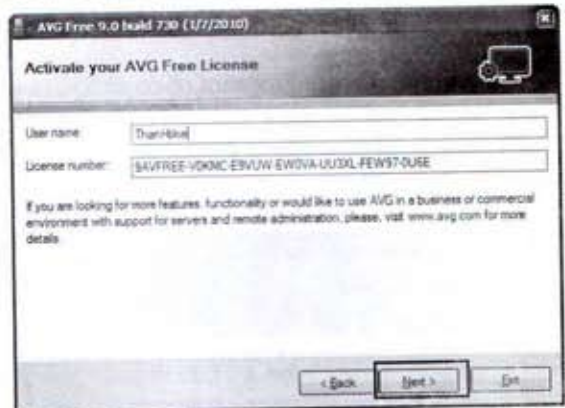 AVG Free 9.0 build 730 (1/7/2010)
Activate your AVG Free License
User name:
License number:
If you are looking for more features, functionality or would like to use AVG in a business or commercial
environment with support for servers and remote administration, please, visit www.avg.com for more
details.
< Back
Next >
Exit